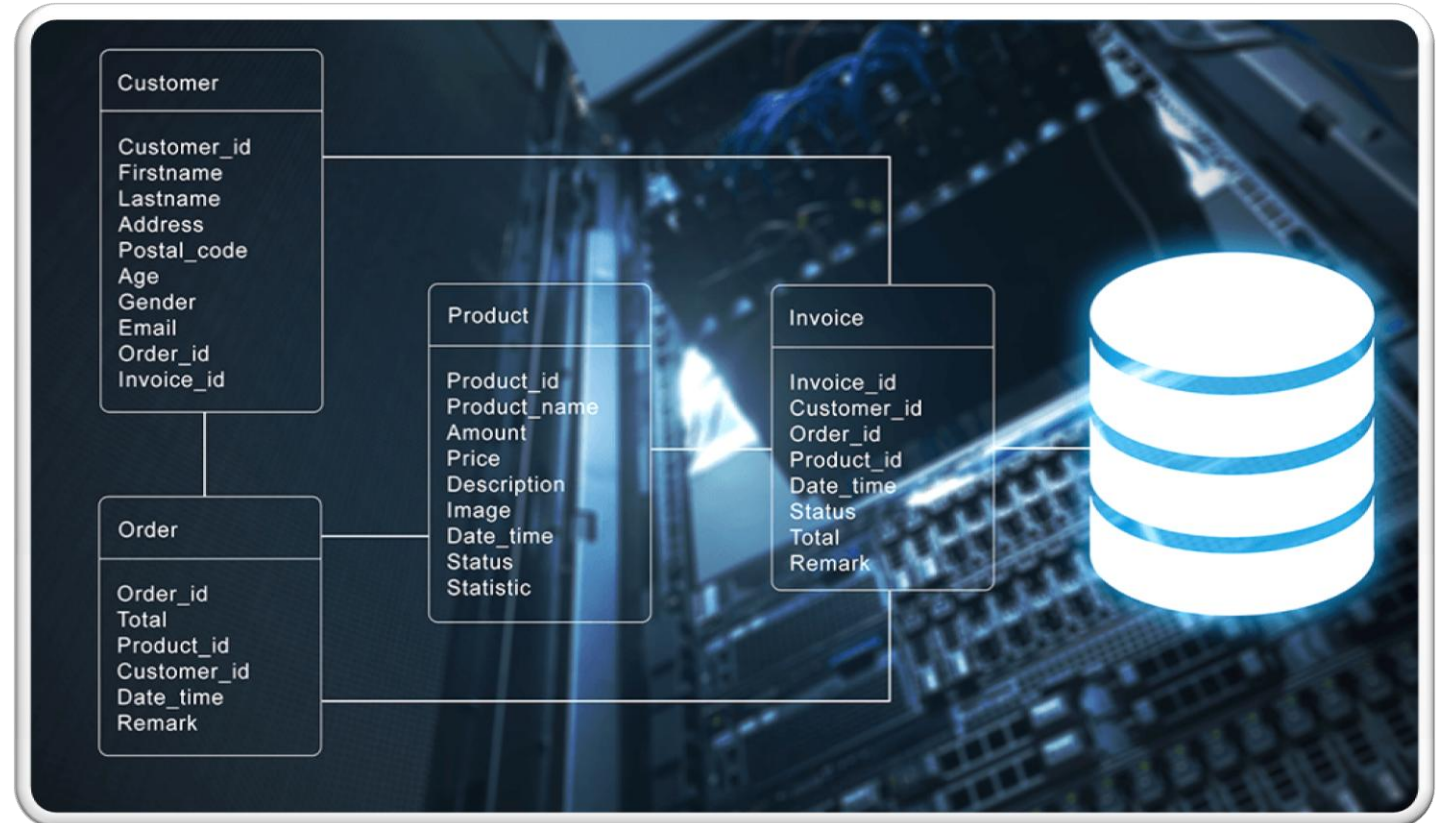 Customer
Customer_id
Firstname
Lastname
Address
Postal_code
Age
Gender
Email
Order_id
Invoice_id
Order
Order_id
Total
Product_id
Customer_id
Date_time
Remark
Product
Product_id
Product_name
Amount
Price
Description
Image
Date_time
Status
Statistic
Invoice
Invoice_id
Customer_id
Order_id
Product_id
Date_time
Status
Total
Remark